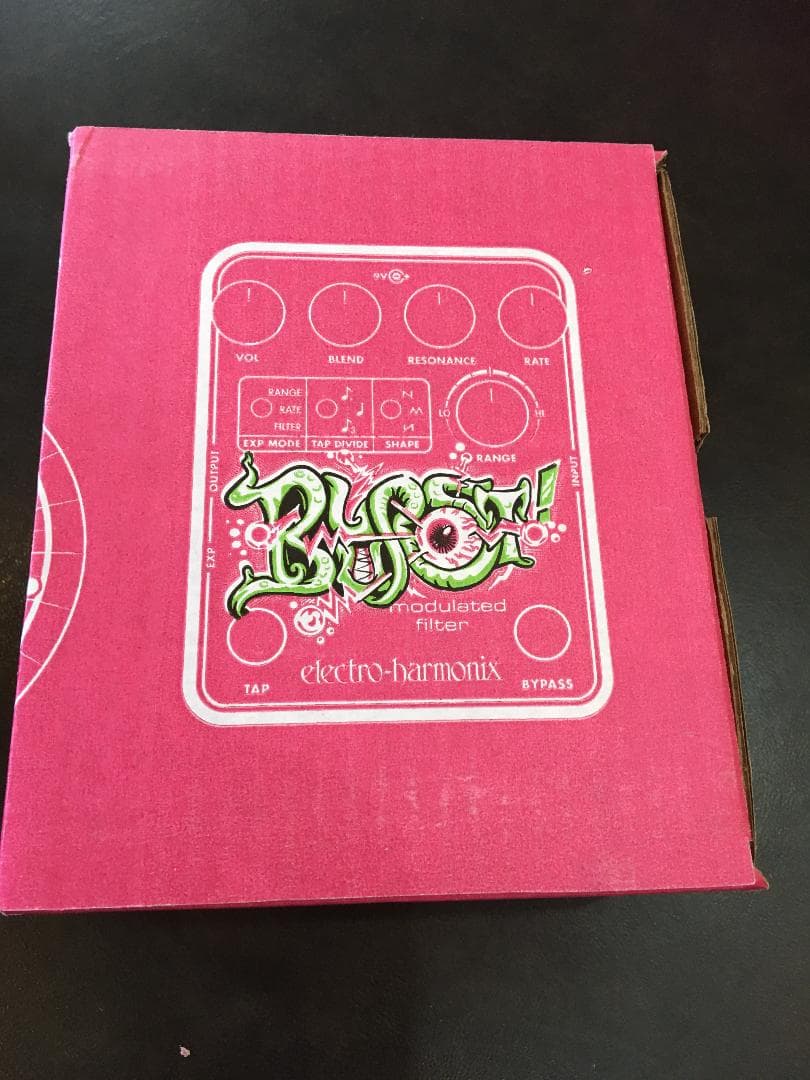 9V
VOL BLEND RESONANCE RATE
RANGE
RATE
FILTER
3
EXP MODE TAP DIVIDE SHAPE
LO HI
RANGE
OUTPUT
INPUT
EXP
BLURST!
modulated
filter
electro-harmonix
TAP BYPASS